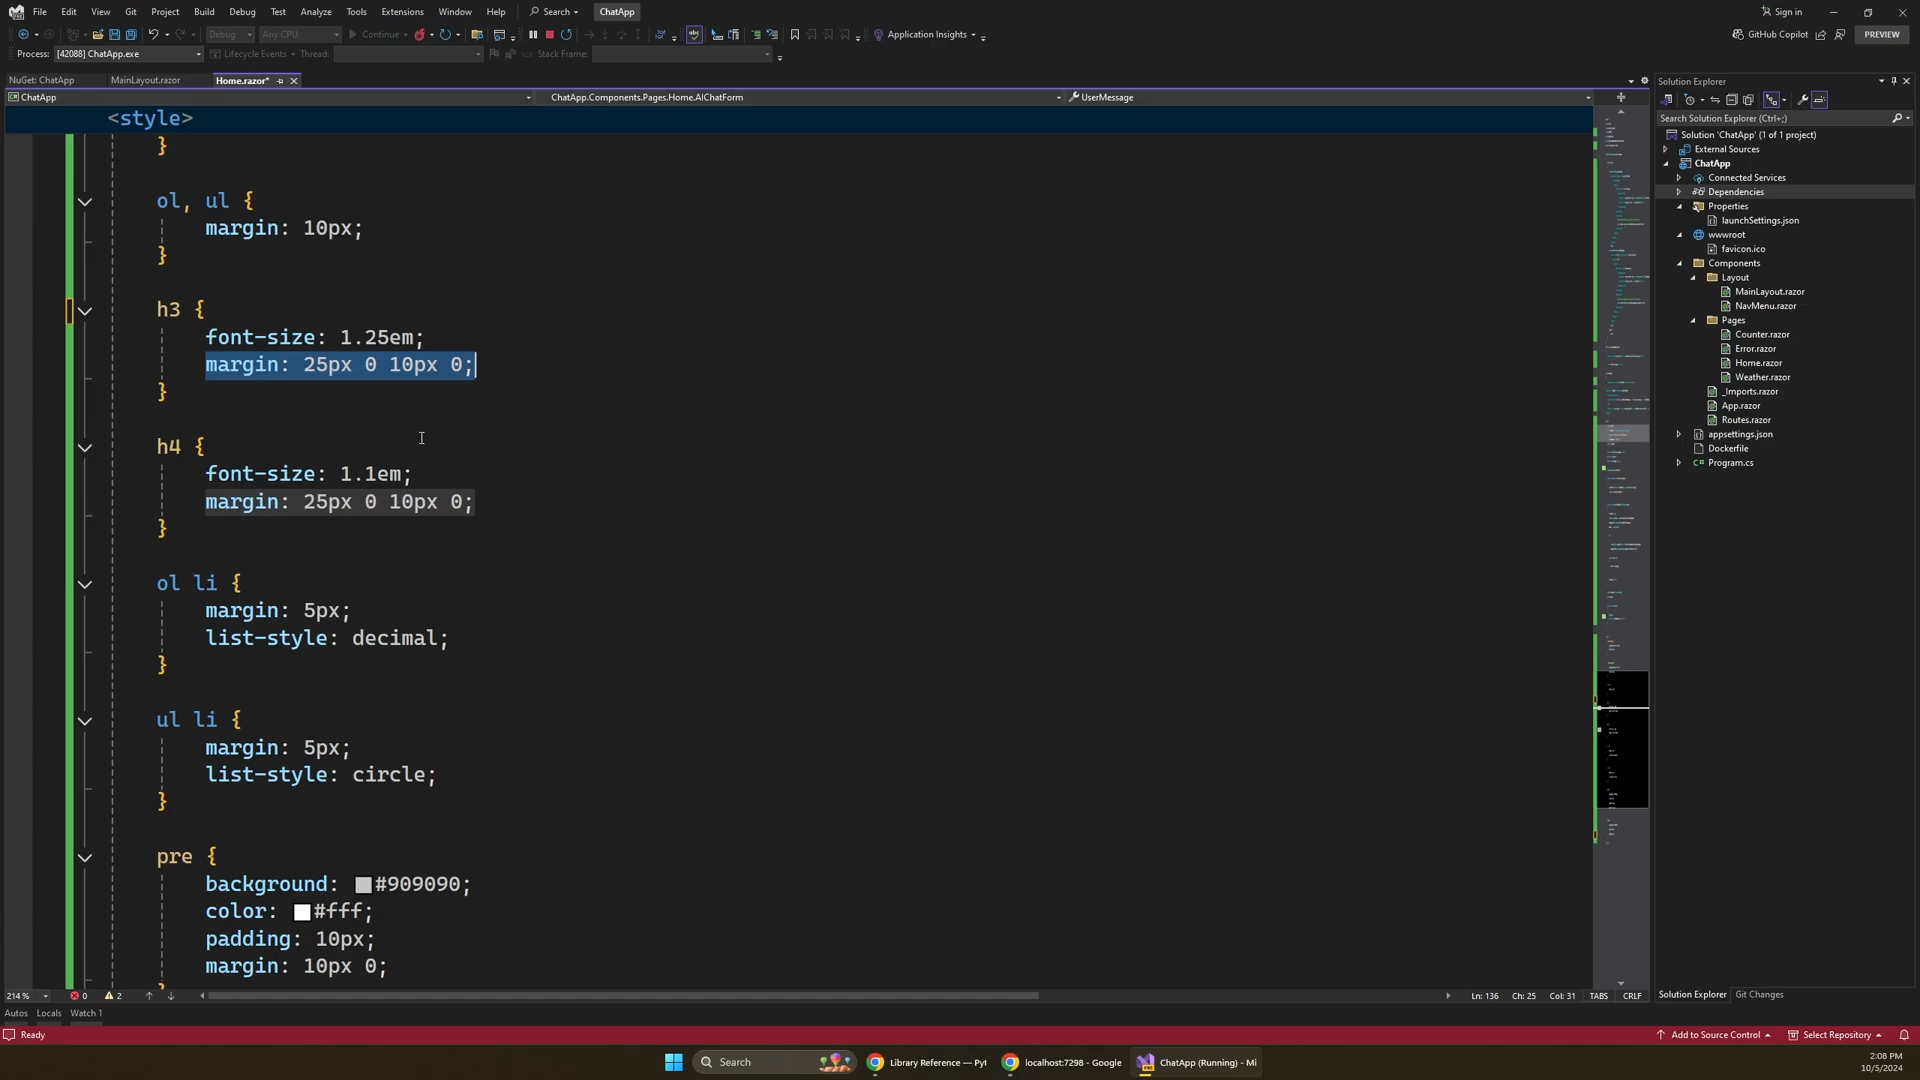 File Edit View Git Project Build Debug Test Analyze Tools Extensions Window Help Search ChatApp Sign in
Debug Any CPU Continue Application Insights GitHub Copilot PREVIEW
Process: [42088] ChatApp.exe Lifecycle Events Thread: Stack Frame:
NuGet: ChatApp MainLayout.razor Home.razor*
ChatApp ChatApp.Components.Pages.Home.AIChatForm UserMessage
<style>
}
ol, ul {
margin: 10px;
}
h3 {
font-size: 1.25em;
margin: 25px 0 10px 0;
}
h4 {
font-size: 1.1em;
margin: 25px 0 10px 0;
}
ol li {
margin: 5px;
list-style: decimal;
}
ul li {
margin: 5px;
list-style: circle;
}
pre {
background: #909090;
color: #fff;
padding: 10px;
margin: 10px 0;
Solution Explorer
Search Solution Explorer (Ctrl+;)
Solution 'ChatApp' (1 of 1 project)
External Sources
ChatApp
Connected Services
Dependencies
Properties
launchSettings.json
wwwroot
favicon.ico
Components
Layout
MainLayout.razor
NavMenu.razor
Pages
Counter.razor
Error.razor
Home.razor
Weather.razor
_Imports.razor
App.razor
Routes.razor
appsettings.json
Dockerfile
C# Program.cs
214 % 0 2 Ln: 136 Ch: 25 Col: 31 TABS CRLF
Solution Explorer Git Changes
Autos Locals Watch 1
Ready Add to Source Control Select Repository
Search Library Reference — Pyt localhost:7298 - Google ChatApp (Running) - Mi
2:08 PM
10/5/2024